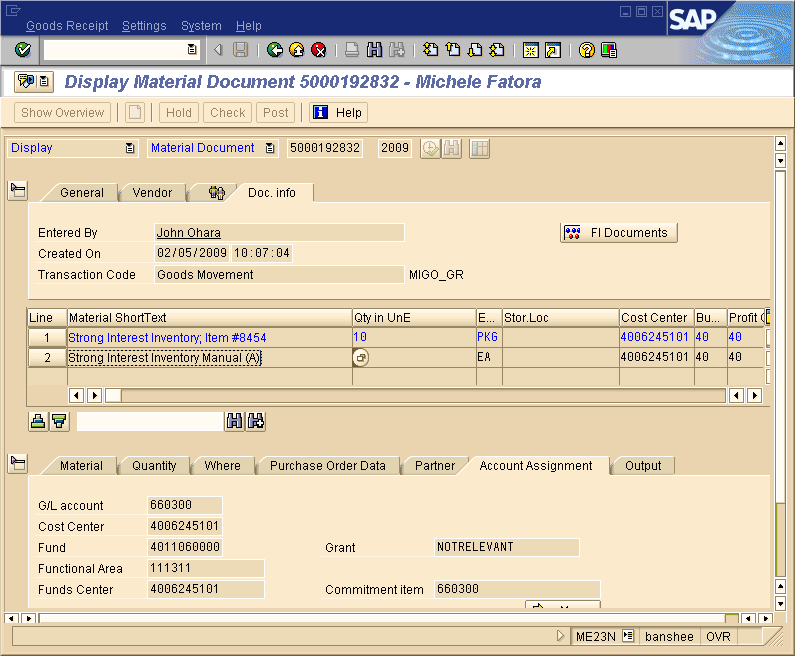 Goods Receipt Settings System Help
SAP
Display Material Document 5000192832 - Michele Fatora
Show Overview Hold Check Post Help
Display Material Document 5000192832 2009
General Vendor Doc. info
Entered By John Ohara FI Documents
Created On 02/05/2009 10:07:04
Transaction Code Goods Movement MIGO_GR
Line Material ShortText Qty in UnE E... Stor.Loc Cost Center Bu... Profit
1 Strong Interest Inventory; Item #8454 10 PKG 4006245101 40 40
2 Strong Interest Inventory Manual (A) EA 4006245101 40 40
Material Quantity Where Purchase Order Data Partner Account Assignment Output
G/L account 660300
Cost Center 4006245101
Fund 4011060000 Grant NOTRELEVANT
Functional Area 111311
Funds Center 4006245101 Commitment item 660300
ME23N banshee OVR